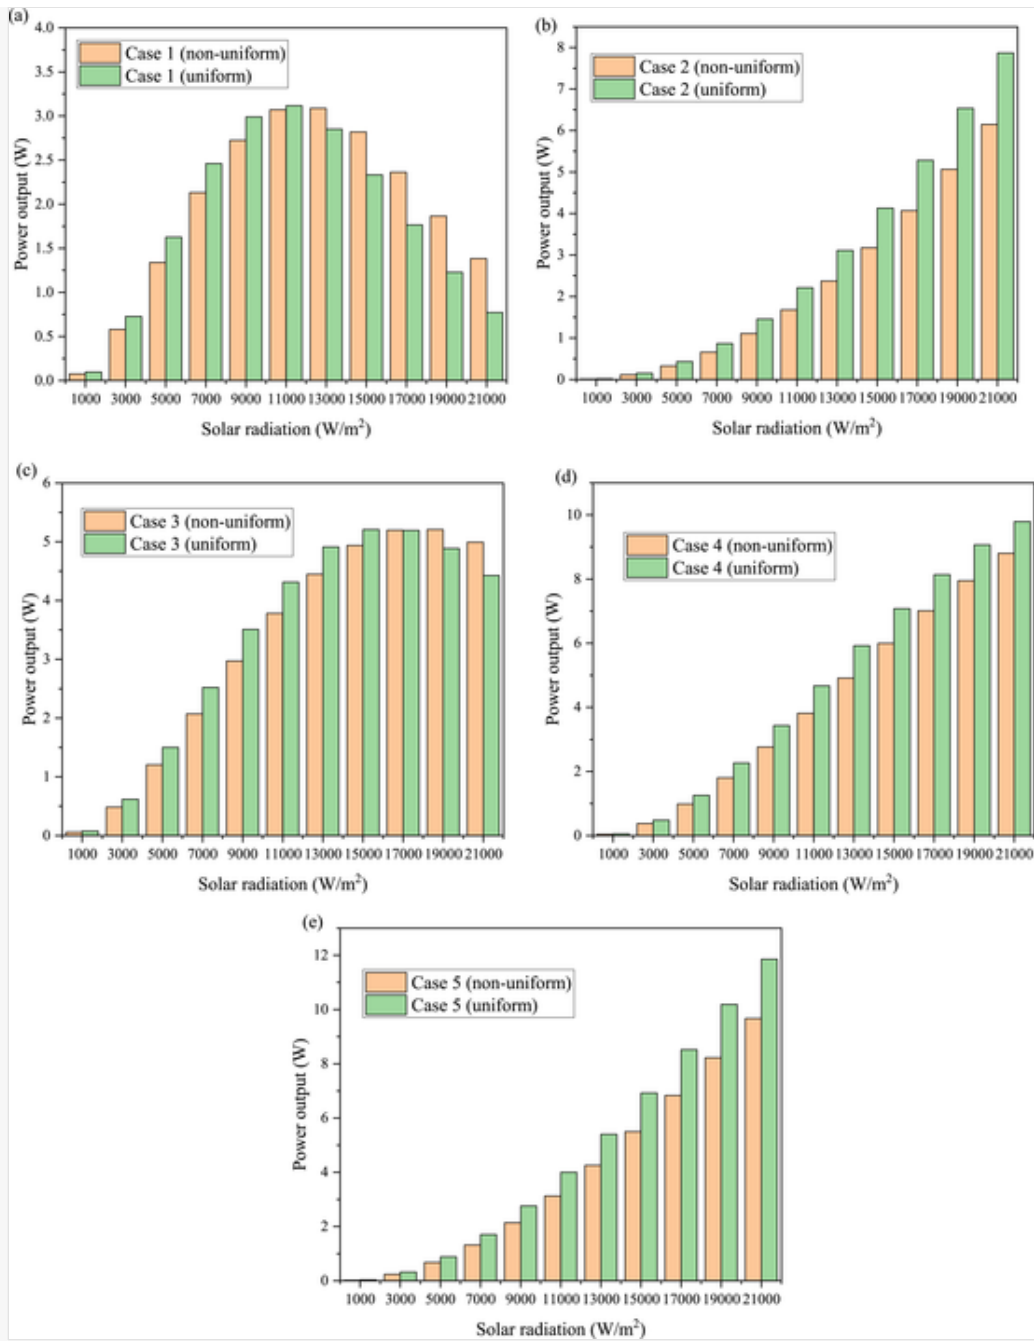 (a)
4.0
3.5
3.0
2.5
2.0
1.5
1.0
0.5
0.0
Power output (W)
Case 1 (non-uniform)
Case 1 (uniform)
1000 3000 5000 7000 9000 11000 13000 15000 17000 19000 21000
Solar radiation (W/m²)
(b)
8
7
6
5
4
3
2
1
0
Power output (W)
Case 2 (non-uniform)
Case 2 (uniform)
1000 3000 5000 7000 9000 11000 13000 15000 17000 19000 21000
Solar radiation (W/m²)
(c)
6
5
4
3
2
1
0
Power output (W)
Case 3 (non-uniform)
Case 3 (uniform)
1000 3000 5000 7000 9000 11000 13000 15000 17000 19000 21000
Solar radiation (W/m²)
(d)
10
8
6
4
2
0
Power output (W)
Case 4 (non-uniform)
Case 4 (uniform)
1000 3000 5000 7000 9000 11000 13000 15000 17000 19000 21000
Solar radiation (W/m²)
(e)
12
10
8
6
4
2
0
Power output (W)
Case 5 (non-uniform)
Case 5 (uniform)
1000 3000 5000 7000 9000 11000 13000 15000 17000 19000 21000
Solar radiation (W/m²)